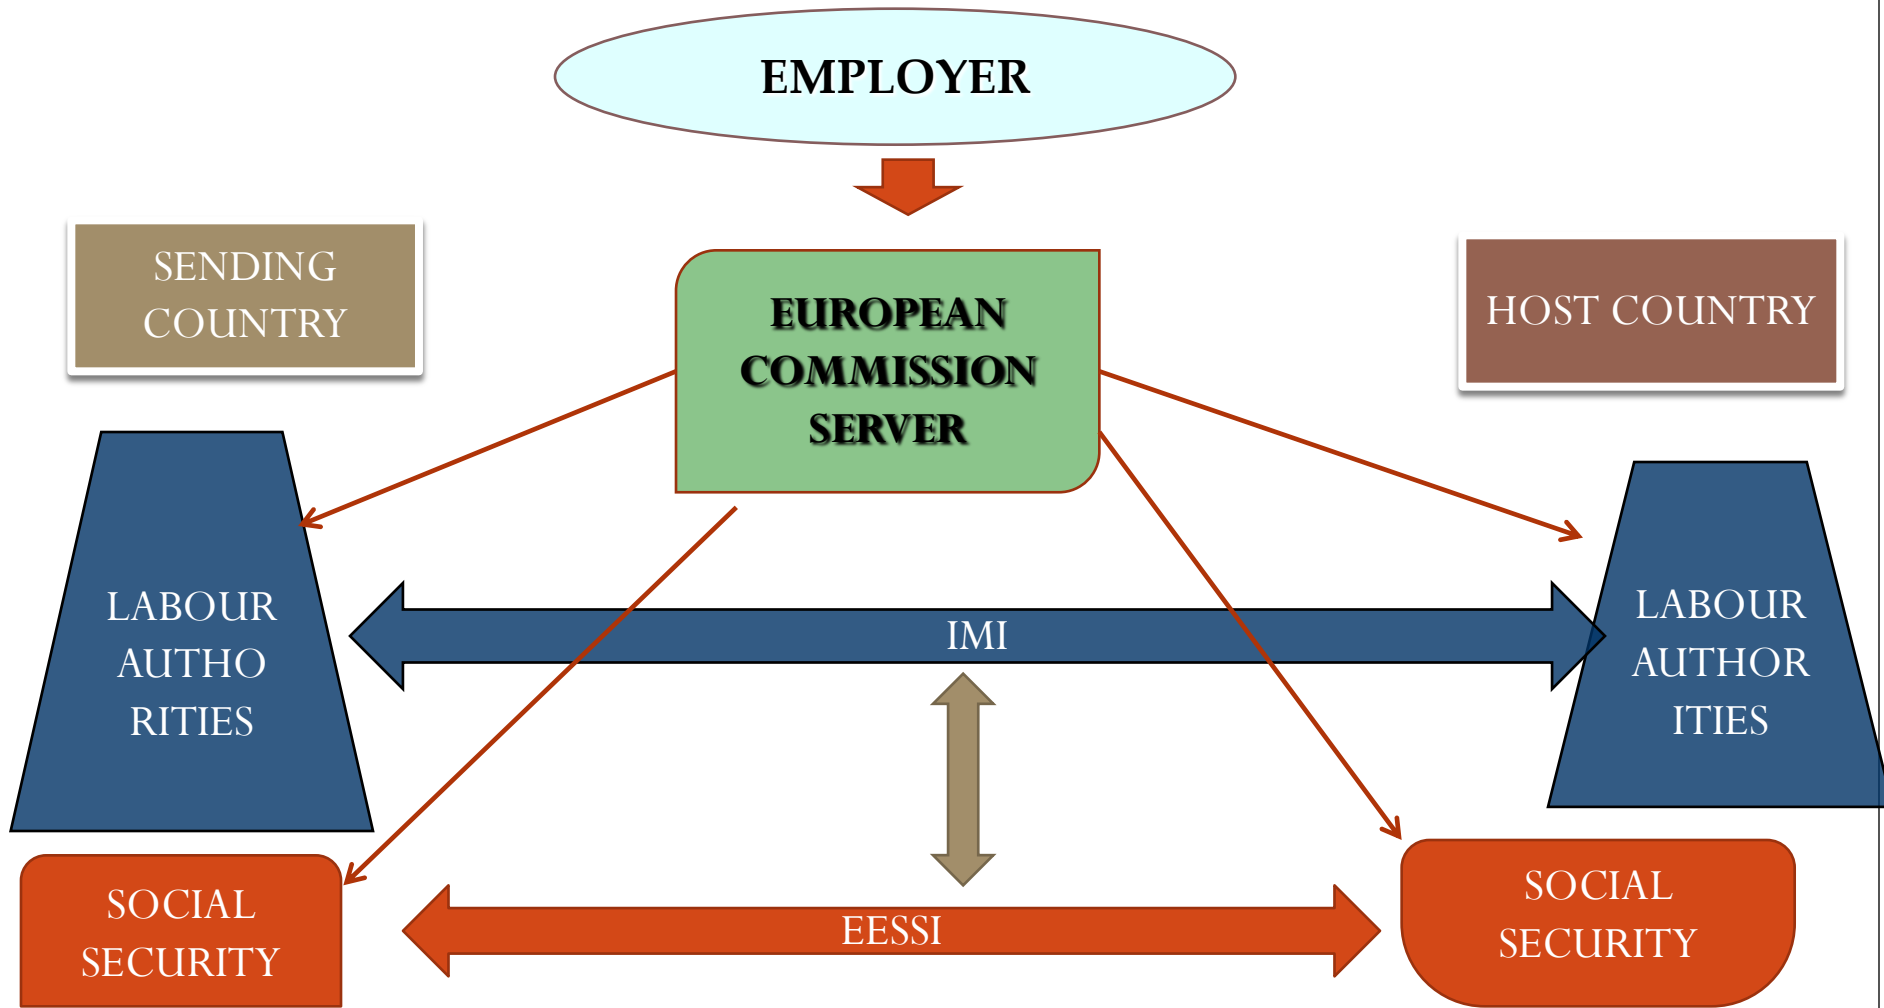 EMPLOYER
SENDING
COUNTRY
EUROPEAN
COMMISSION
SERVER
HOST COUNTRY
LABOUR
AUTHO
RITIES
IMI
LABOUR
AUTHOR
ITIES
SOCIAL
SECURITY
EESSI
SOCIAL
SECURITY